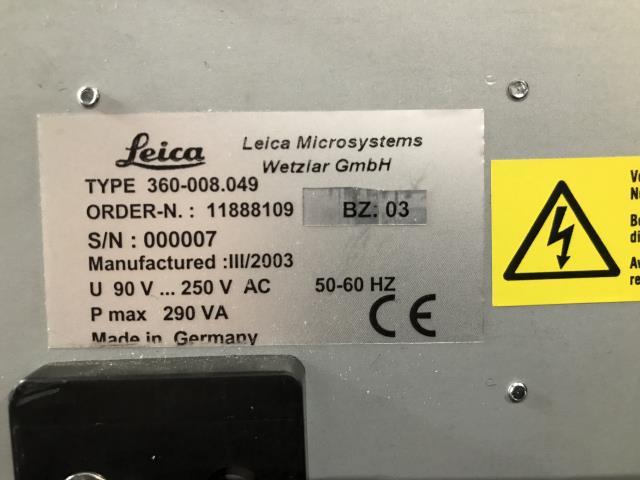 Leica
Leica Microsystems
Wetzlar GmbH
TYPE 360-008.049
ORDER-N. : 11888109 BZ: 03
S/N : 000007
Manufactured :III/2003
U 90 V ... 250 V AC 50-60 HZ
P max 290 VA
CE
Made in Germany